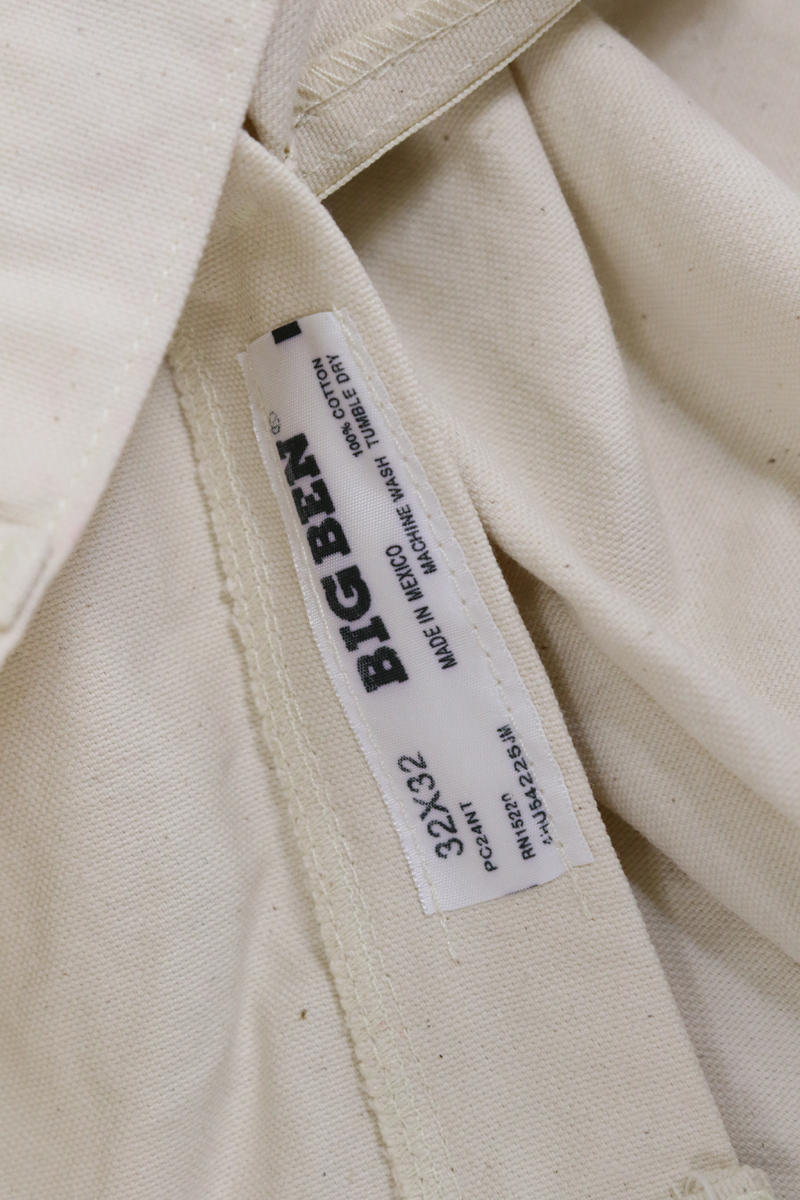 BIG BEN®
100% COTTON
MADE IN MEXICO
MACHINE WASH TUMBLE DRY
32X32
PC24NT
RN15220